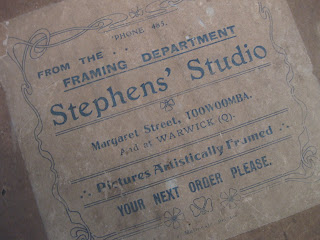 'PHONE 453.
FROM THE . .
FRAMING DEPARTMENT
Stephens' Studio
Margaret Street, TOOWOOMBA.
And at WARWICK (Q).
Pictures Artistically Framed
YOUR NEXT ORDER PLEASE.